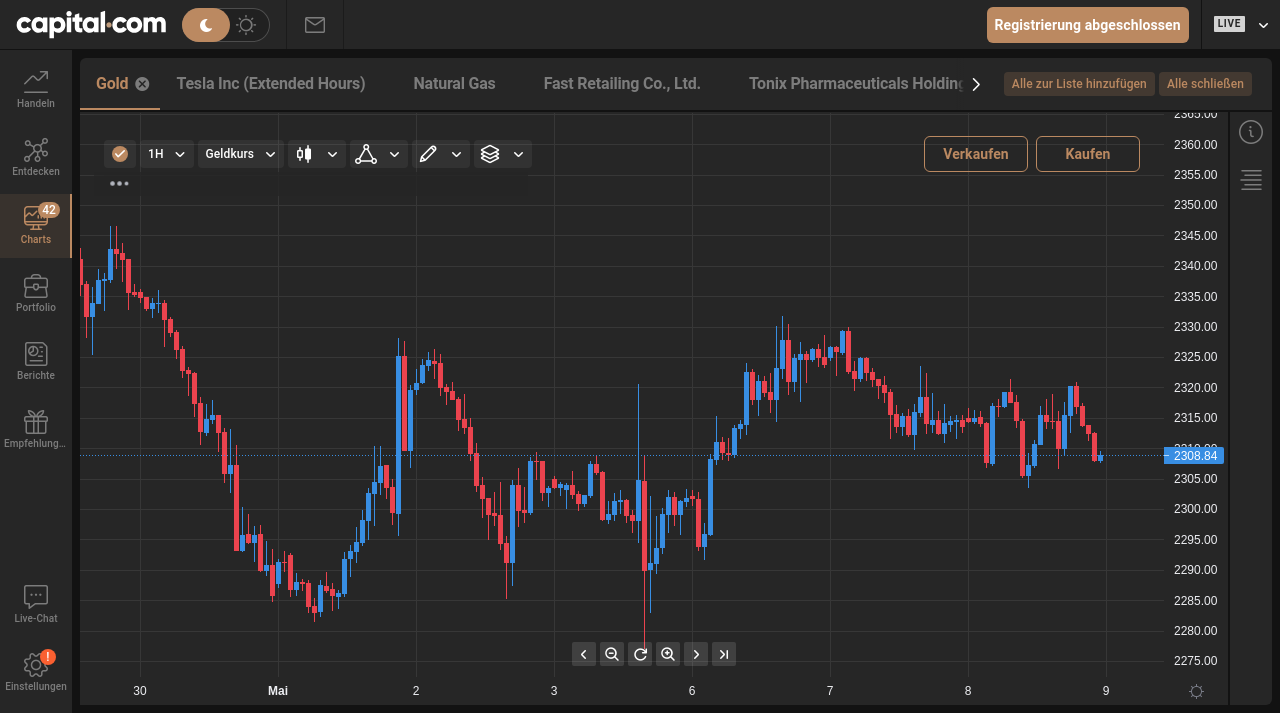 capital.com
Registrierung abgeschlossen
LIVE
Handeln
Entdecken
42
Charts
Portfolio
Berichte
Empfehlung...
Live-Chat
!
Einstellungen
Gold
Tesla Inc (Extended Hours)
Natural Gas
Fast Retailing Co., Ltd.
Tonix Pharmaceuticals Holding
Alle zur Liste hinzufügen
Alle schließen
1H
Geldkurs
Verkaufen
Kaufen
2365.00
2360.00
2355.00
2350.00
2345.00
2340.00
2335.00
2330.00
2325.00
2320.00
2315.00
2310.00
2308.84
2305.00
2300.00
2295.00
2290.00
2285.00
2280.00
2275.00
30
Mai
2
3
6
7
8
9